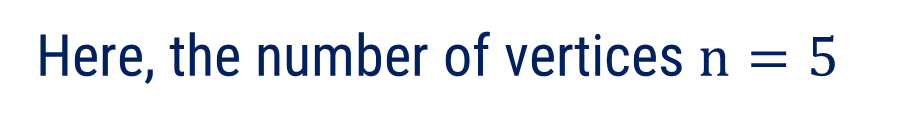 Here, the number of vertices n = 5